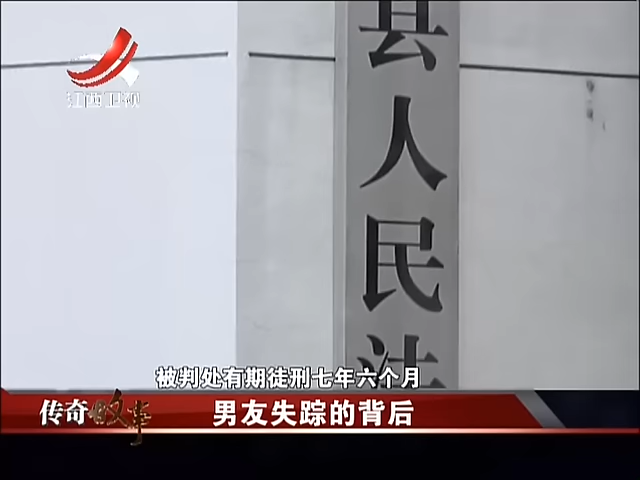 江西卫视
县人民法
被判处有期徒刑七年六个月
传奇故事
男友失踪的背后